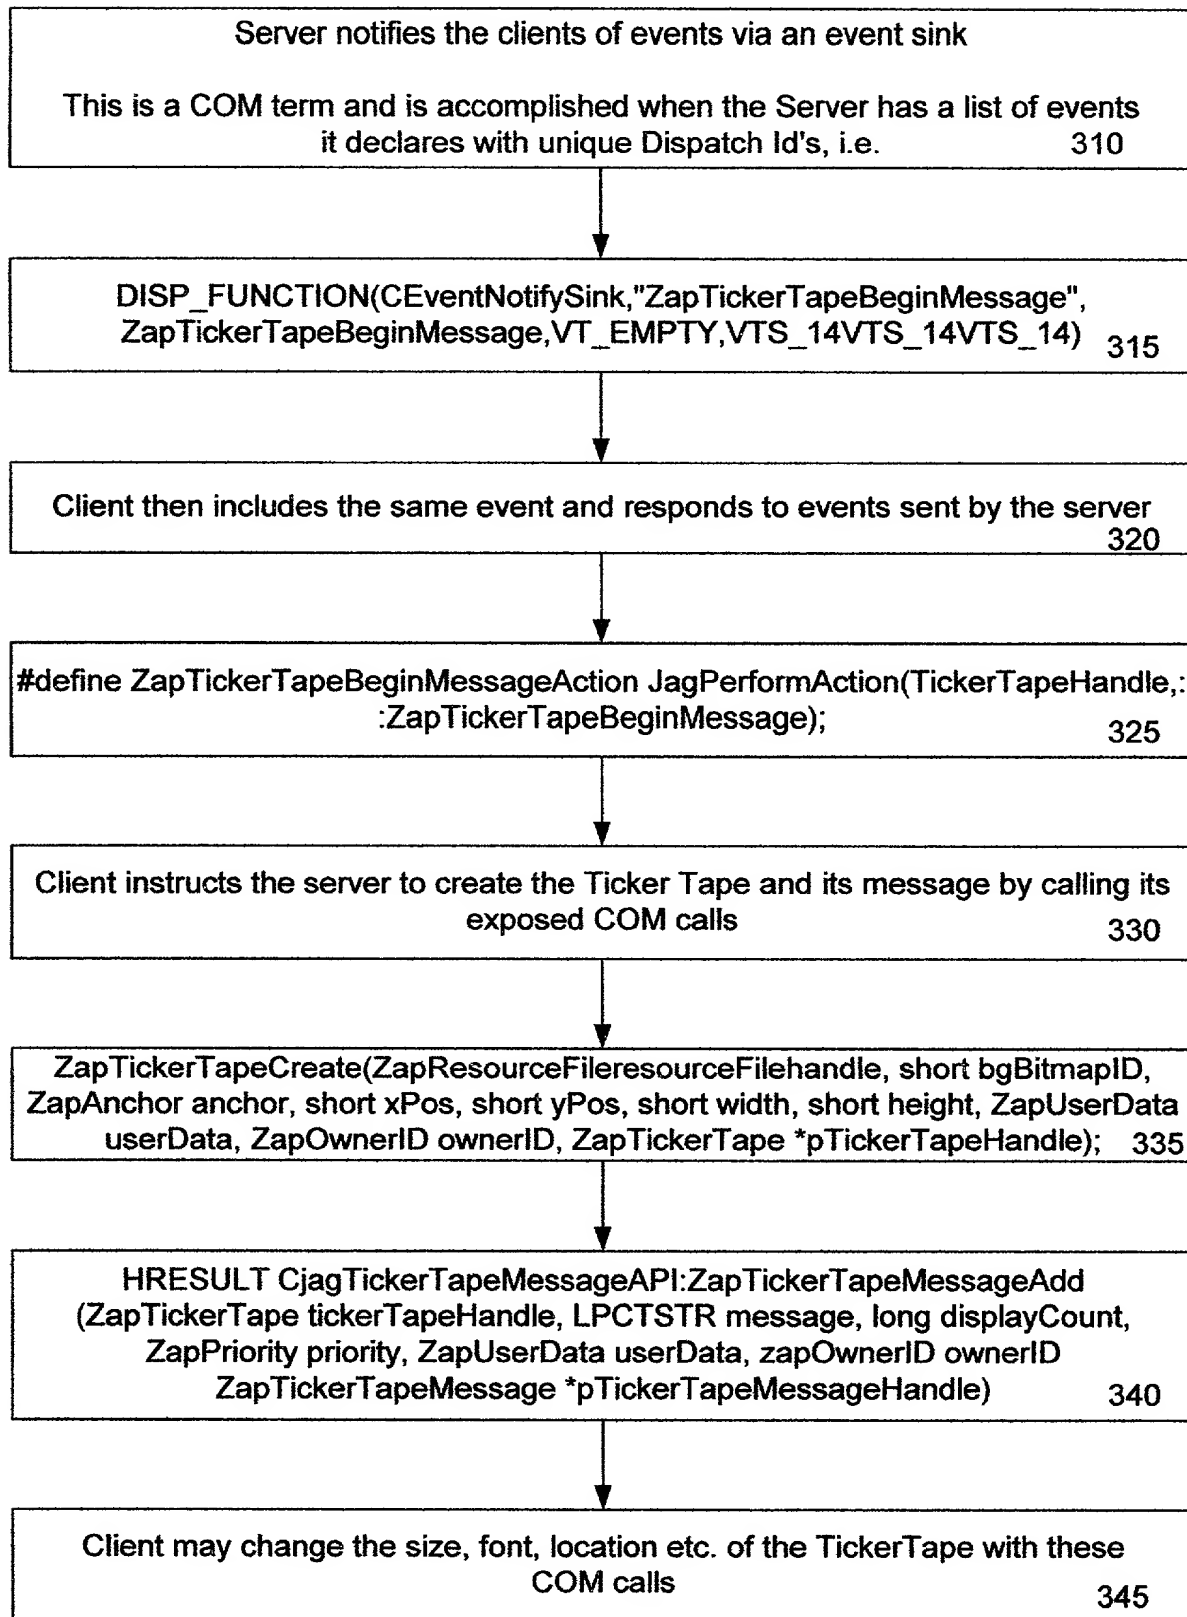 Server notifies the clients of events via an event sink
This is a COM term and is accomplished when the Server has a list of events
it declares with unique Dispatch Id's, i.e. 310
DISP_FUNCTION(CEventNotifySink,"ZapTickerTapeBeginMessage",
ZapTickerTapeBeginMessage,VT_EMPTY,VTS_14VTS_14VTS_14) 315
Client then includes the same event and responds to events sent by the server
320
#define ZapTickerTapeBeginMessageAction JagPerformAction(TickerTapeHandle,:
:ZapTickerTapeBeginMessage); 325
Client instructs the server to create the Ticker Tape and its message by calling its
exposed COM calls 330
ZapTickerTapeCreate(ZapResourceFileresourceFilehandle, short bgBitmapID,
ZapAnchor anchor, short xPos, short yPos, short width, short height, ZapUserData
userData, ZapOwnerID ownerID, ZapTickerTape *pTickerTapeHandle); 335
HRESULT CjagTickerTapeMessageAPI:ZapTickerTapeMessageAdd
(ZapTickerTape tickerTapeHandle, LPCTSTR message, long displayCount,
ZapPriority priority, ZapUserData userData, zapOwnerID ownerID
ZapTickerTapeMessage *pTickerTapeMessageHandle) 340
Client may change the size, font, location etc. of the TickerTape with these
COM calls 345